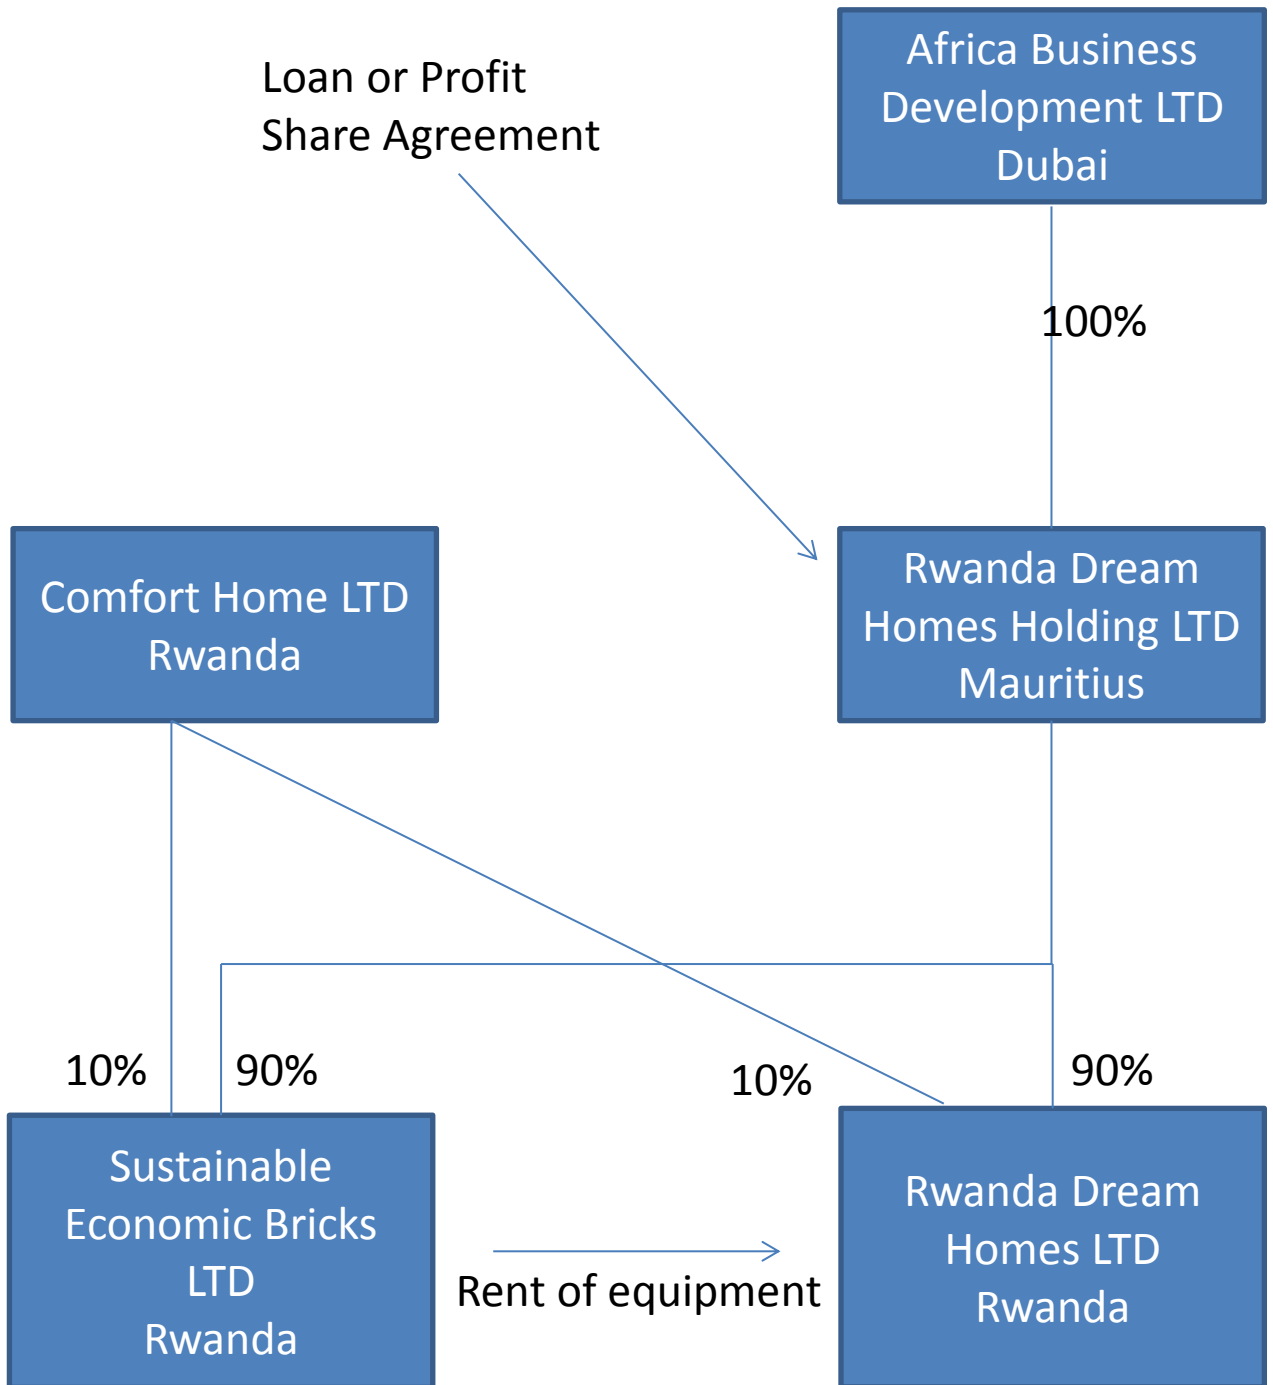 Africa Business
Development LTD
Dubai
Loan or Profit
Share Agreement
100%
Comfort Home LTD
Rwanda
Rwanda Dream
Homes Holding LTD
Mauritius
10%
90%
10%
90%
Sustainable
Economic Bricks
LTD
Rwanda
Rent of equipment
Rwanda Dream
Homes LTD
Rwanda